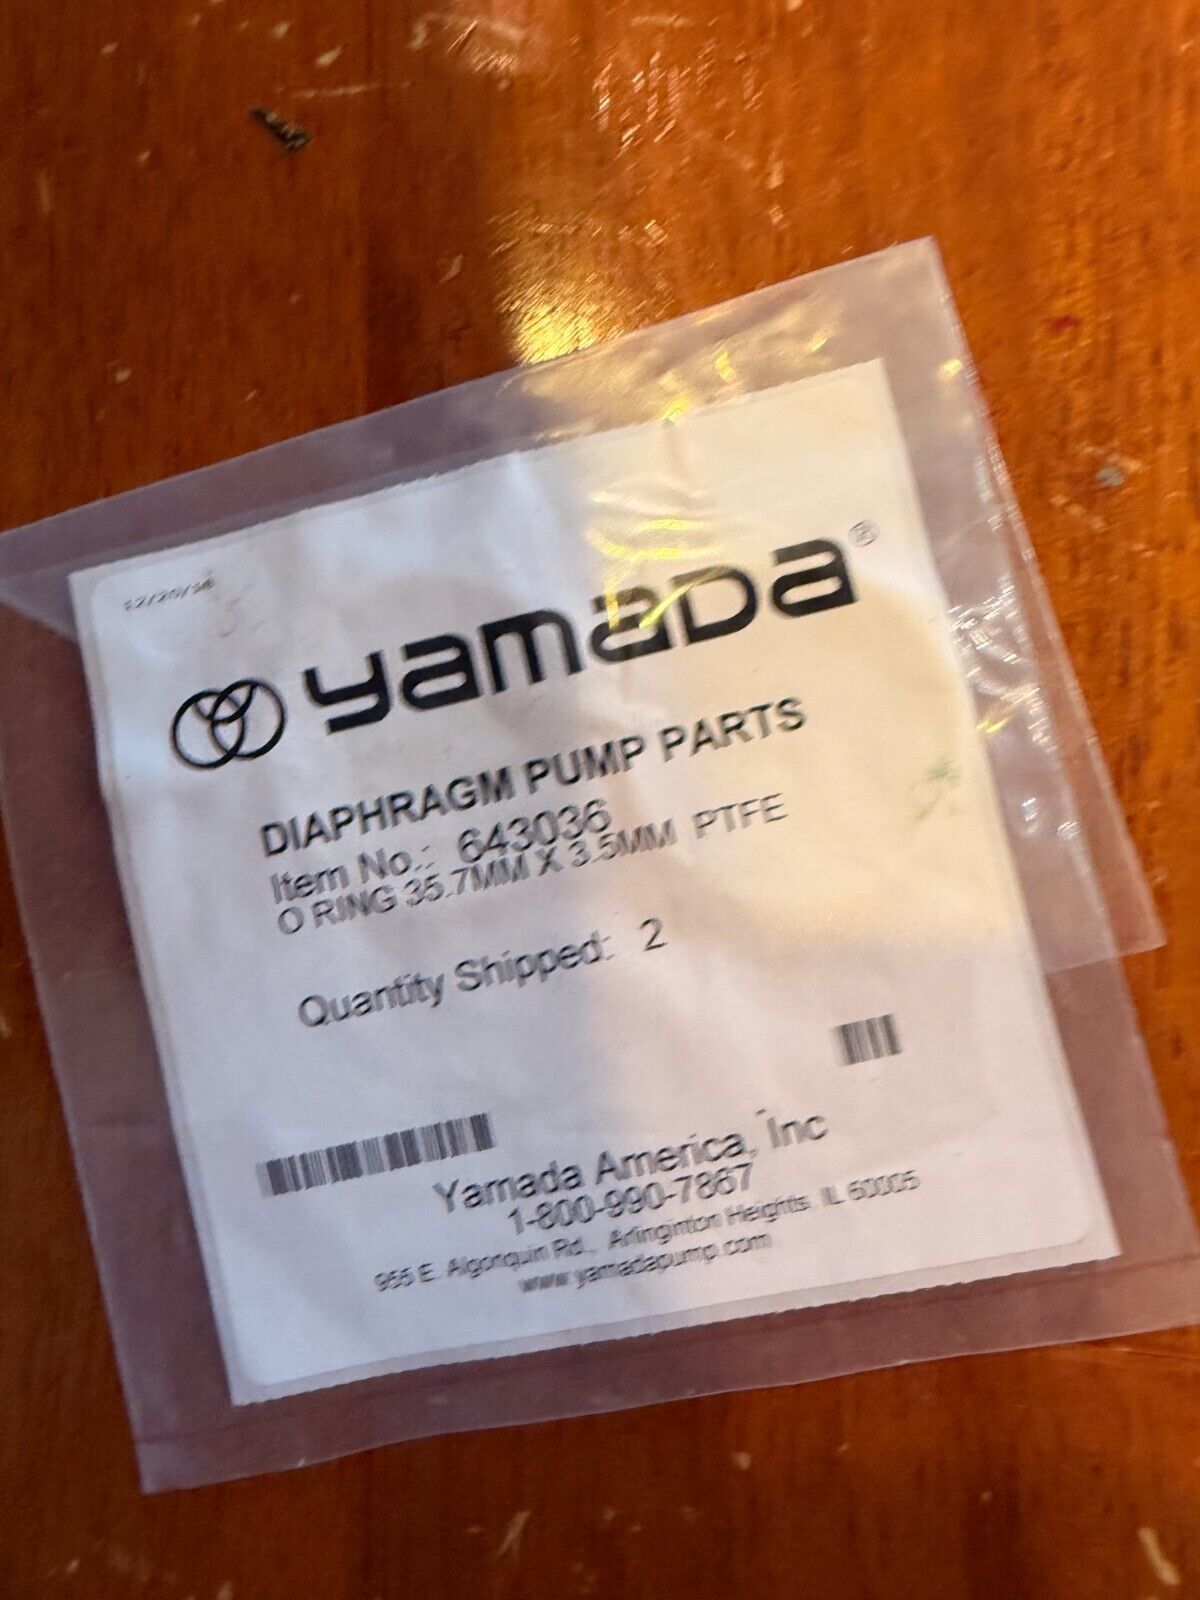 yamada®
DIAPHRAGM PUMP PARTS
Item No.: 643036
O RING 35.7MM X 3.5MM PTFE
Quantity Shipped: 2
Yamada America, Inc
1-800-990-7867
955 E. Algonquin Rd., Arlinginton Heights IL 60005
www.yamadapump.com